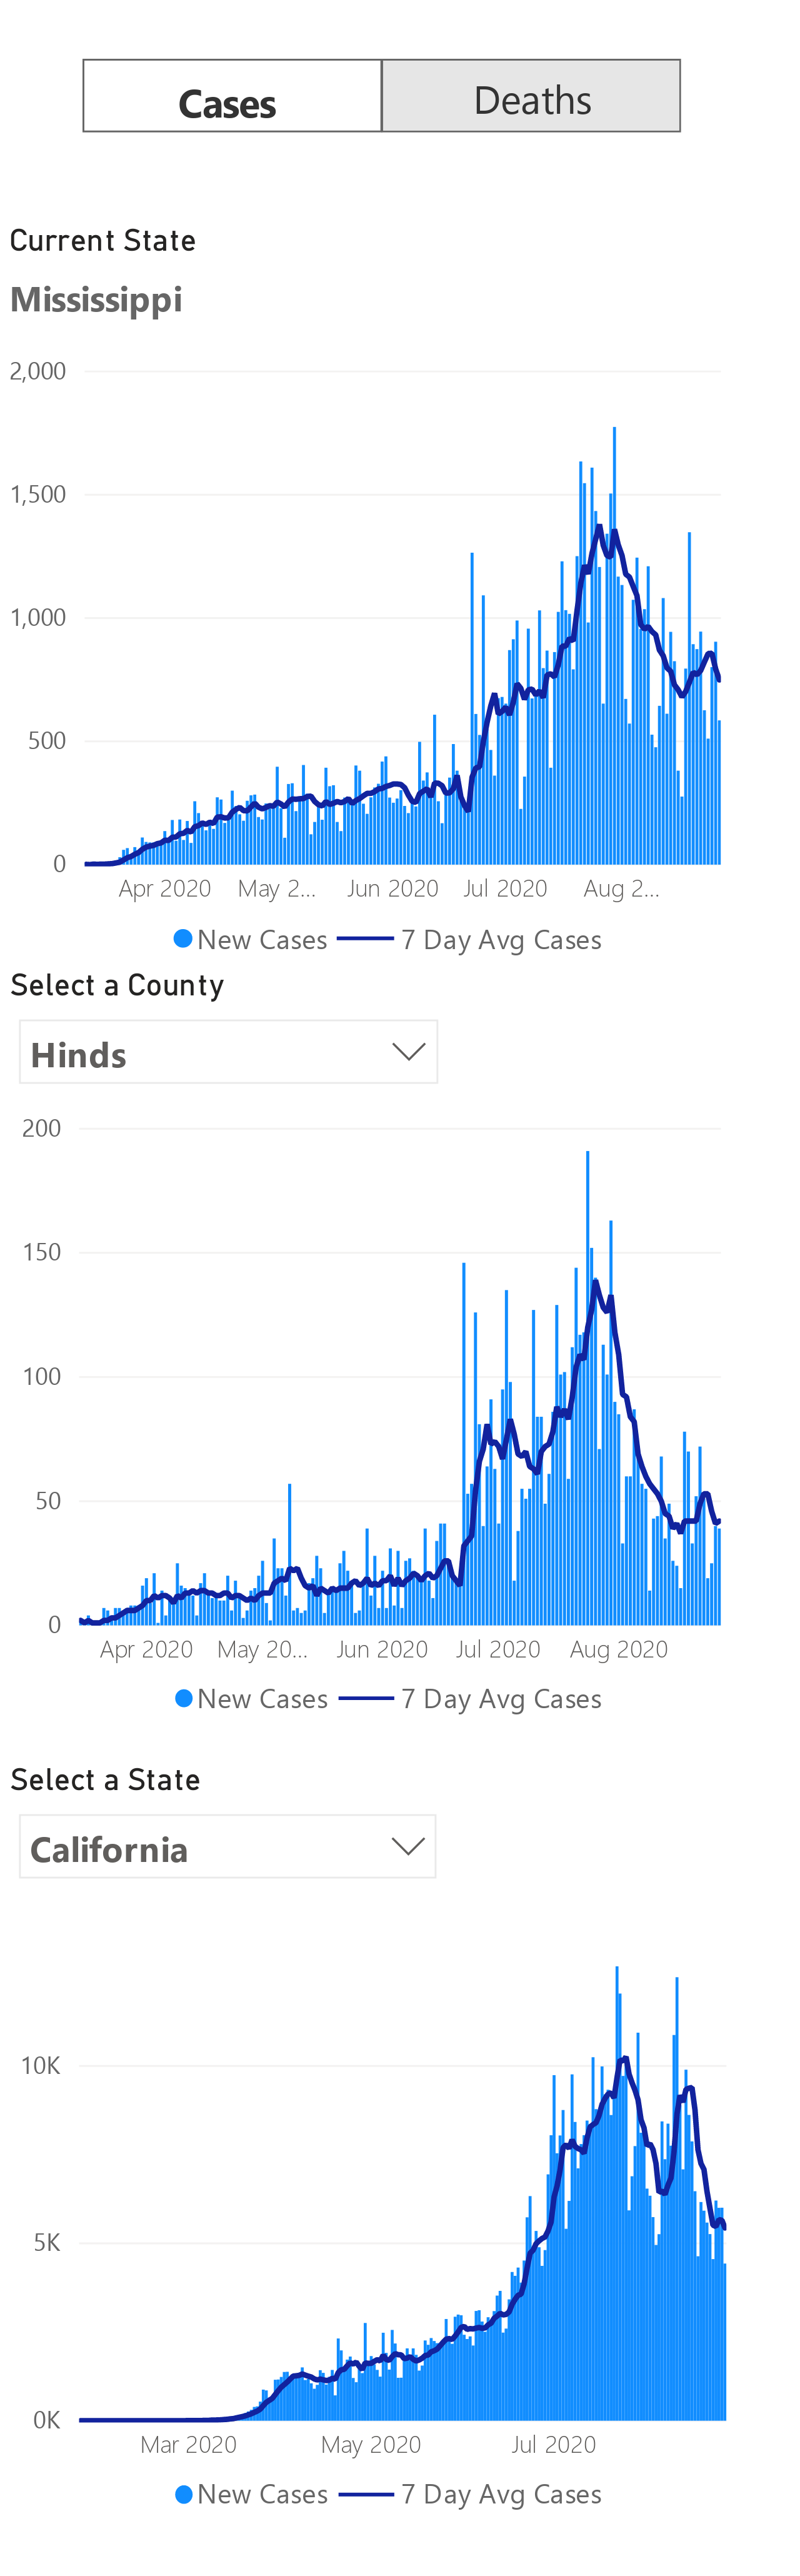 Cases Deaths
Current State
Mississippi
2,000
1,500
1,000
500
0
Apr 2020 May 2... Jun 2020 Jul 2020 Aug 2...
New Cases 7 Day Avg Cases
Select a County
Hinds
200
150
100
50
0
Apr 2020 May 20... Jun 2020 Jul 2020 Aug 2020
New Cases 7 Day Avg Cases
Select a State
California
10K
5K
0K
Mar 2020 May 2020 Jul 2020
New Cases 7 Day Avg Cases